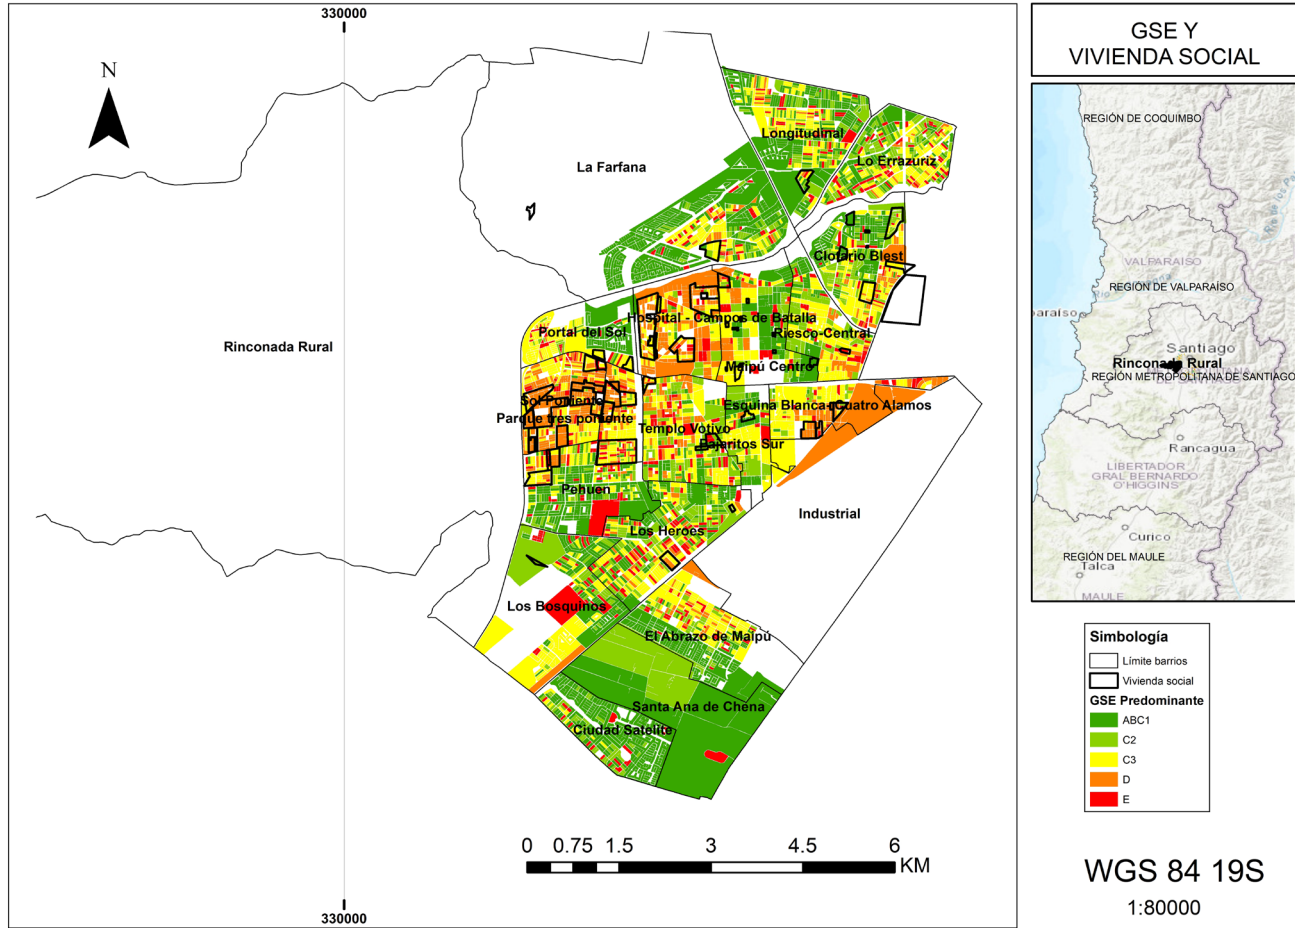 330000
N
Longitudinal
Lo Errazuriz
La Farfana
Clotario Blest
Hospital - Campos de Batalla
Portal del Sol
Riesco-Central
Rinconada Rural
Maipú Centro
Sol Poniente
Esquina Blanca- Cuatro Alamos
Parque tres poniente
Templo Votivo
Pajaritos Sur
Pehuen
Industrial
Los Heroes
Los Bosquinos
El Abrazo de Maipú
Santa Ana de Chena
Ciudad Satelite
0 0.75 1.5 3 4.5 6
KM
330000
GSE Y
VIVIENDA SOCIAL
REGIÓN DE COQUIMBO
VALPARAÍSO
REGIÓN DE VALPARAÍSO
paraíso
Santiago
Rinconada Rural
REGIÓN METROPOLITANA DE SANTIAGO
Rancagua
LIBERTADOR
GRAL BERNARDO
O'HIGGINS
Curico
REGIÓN DEL MAULE
Talca
MAULE
Simbología
Límite barrios
Vivienda social
GSE Predominante
ABC1
C2
C3
D
E
WGS 84 19S
1:80000